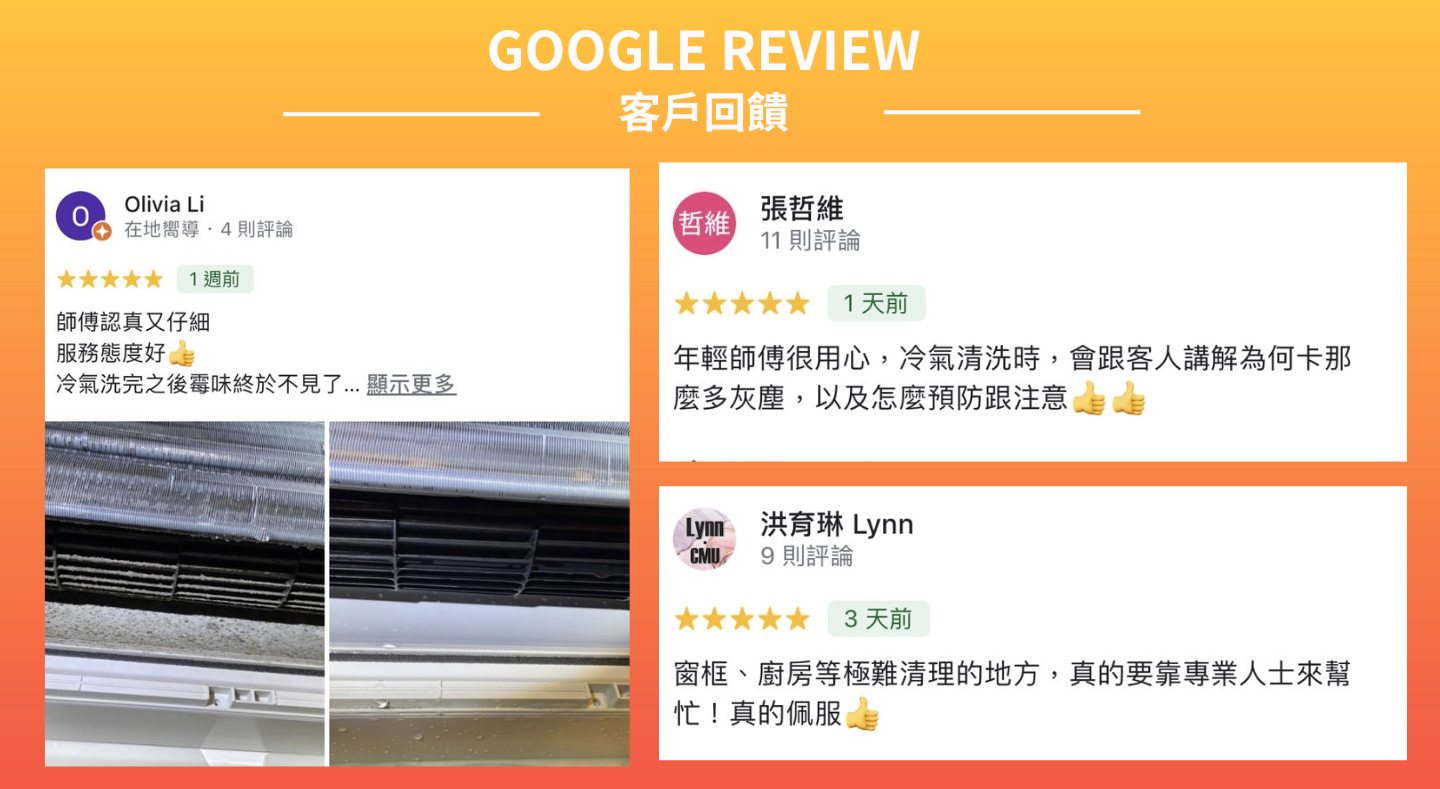 GOOGLE REVIEW
客戶回饋
O
Olivia Li
在地嚮導 · 4 則評論
1 週前
師傅認真又仔細
服務態度好👍
冷氣洗完之後霉味終於不見了... 顯示更多
哲維
張哲維
11 則評論
1 天前
年輕師傅很用心，冷氣清洗時，會跟客人講解為何卡那
麼多灰塵，以及怎麼預防跟注意👍👍
Lynn
·
CMU
洪育琳 Lynn
9 則評論
3 天前
窗框、廚房等極難清理的地方，真的要靠專業人士來幫
忙！真的佩服👍